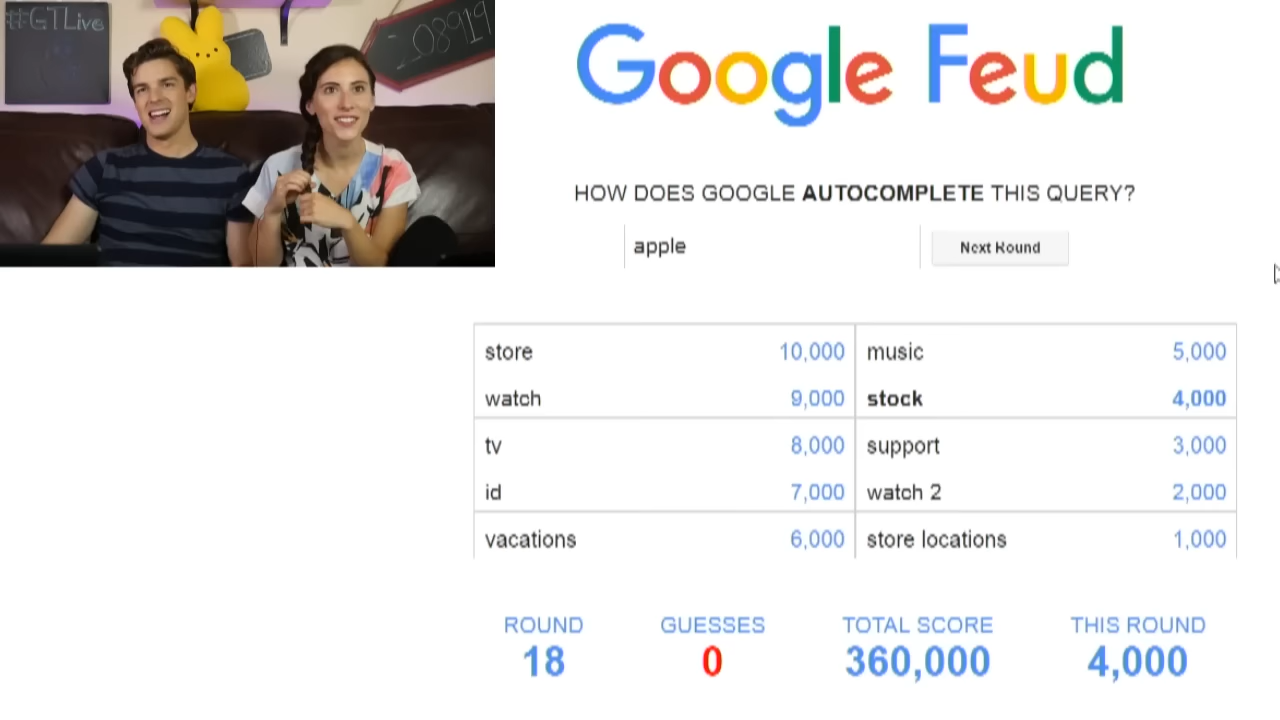 #GTLive
08919
Google Feud
HOW DOES GOOGLE AUTOCOMPLETE THIS QUERY?
apple
Next Round
store 10,000 music 5,000
watch 9,000 stock 4,000
tv 8,000 support 3,000
id 7,000 watch 2 2,000
vacations 6,000 store locations 1,000
ROUND GUESSES TOTAL SCORE THIS ROUND
18 0 360,000 4,000